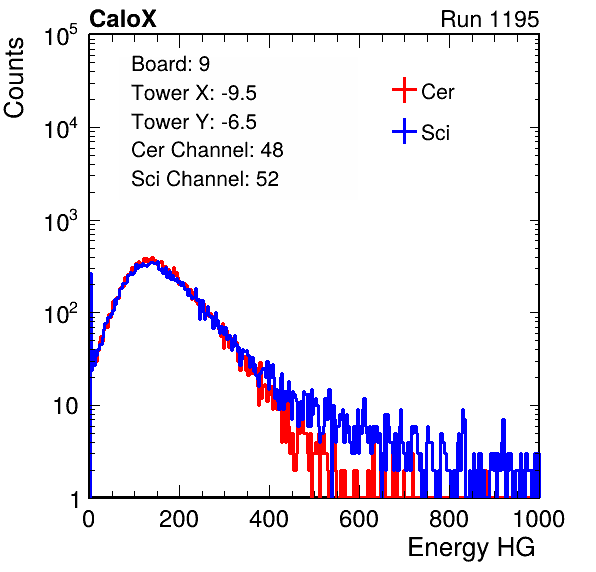 CaloX Run 1195
Counts
Board: 9
Tower X: -9.5
Tower Y: -6.5
Cer Channel: 48
Sci Channel: 52
Cer
Sci
10^5
10^4
10^3
10^2
10
1
0 200 400 600 800 1000
Energy HG